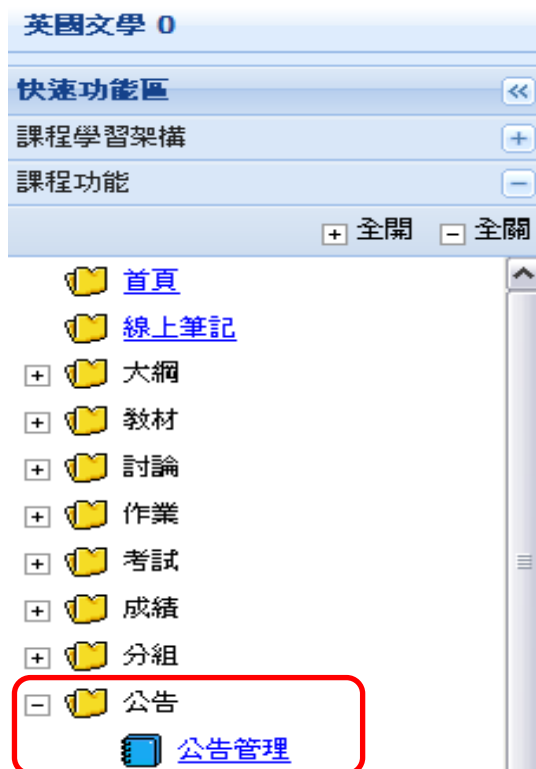 英國文學 0
快速功能區
課程學習架構
課程功能
全開 全關
首頁
線上筆記
大綱
教材
討論
作業
考試
成績
分組
公告
公告管理